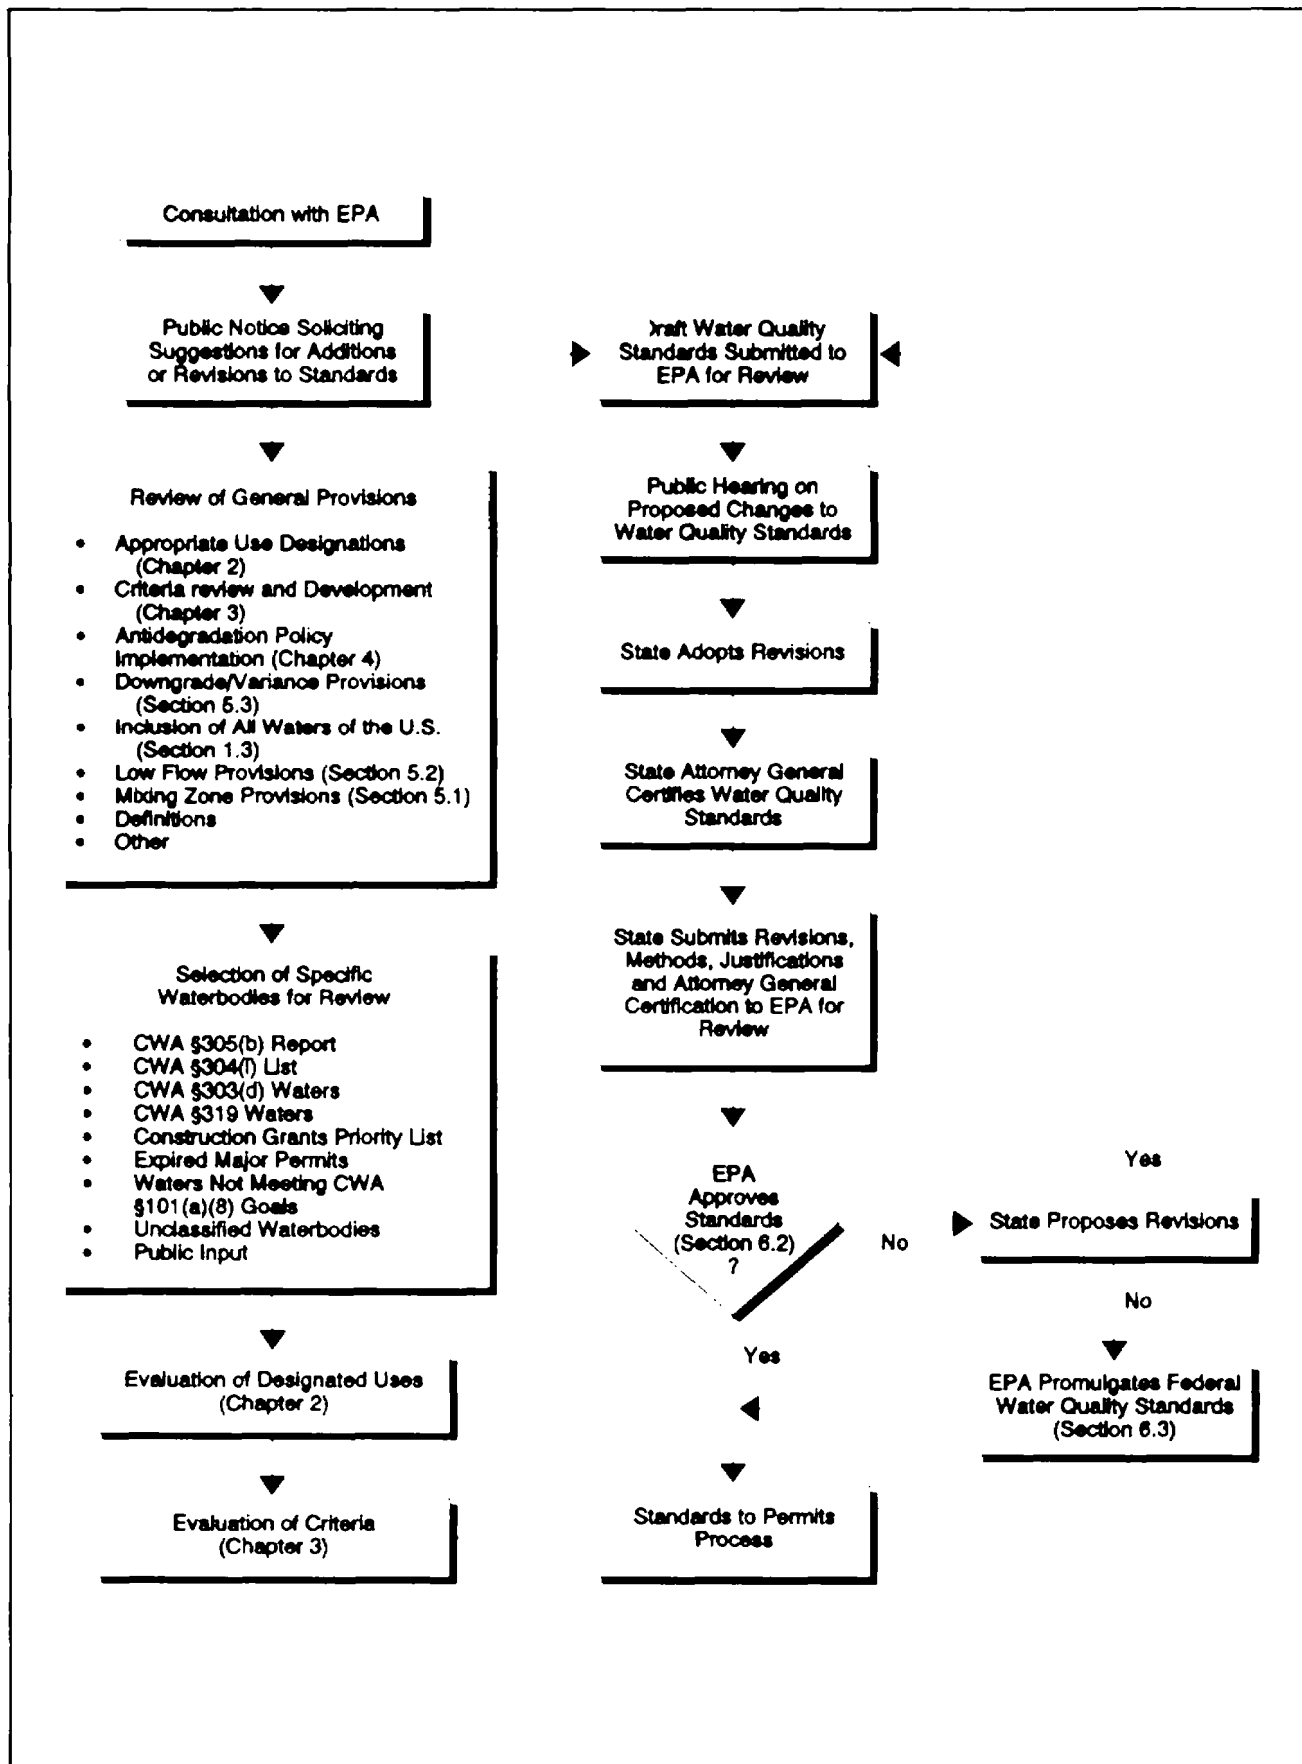 Consultation with EPA
Public Notice Soliciting
Suggestions for Additions
or Revisions to Standards
Review of General Provisions
• Appropriate Use Designations
(Chapter 2)
• Criteria review and Development
(Chapter 3)
• Antidegradation Policy
Implementation (Chapter 4)
• Downgrade/Variance Provisions
(Section 5.3)
• Inclusion of All Waters of the U.S.
(Section 1.3)
• Low Flow Provisions (Section 5.2)
• Mixing Zone Provisions (Section 5.1)
• Definitions
• Other
Selection of Specific
Waterbodies for Review
• CWA §305(b) Report
• CWA §304(l) List
• CWA §303(d) Waters
• CWA §319 Waters
• Construction Grants Priority List
• Expired Major Permits
• Waters Not Meeting CWA
§101(a)(8) Goals
• Unclassified Waterbodies
• Public Input
Evaluation of Designated Uses
(Chapter 2)
Evaluation of Criteria
(Chapter 3)
raft Water Quality
Standards Submitted to
EPA for Review
Public Hearing on
Proposed Changes to
Water Quality Standards
State Adopts Revisions
State Attorney General
Certifies Water Quality
Standards
State Submits Revisions,
Methods, Justifications
and Attorney General
Certification to EPA for
Review
EPA
Approves
Standards
(Section 6.2)
?
No
Yes
Standards to Permits
Process
Yes
State Proposes Revisions
No
EPA Promulgates Federal
Water Quality Standards
(Section 6.3)